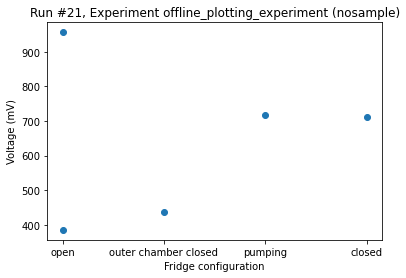 Run #21, Experiment offline_plotting_experiment (nosample)
Voltage (mV)
900
800
700
600
500
400
open outer chamber closed pumping closed
Fridge configuration